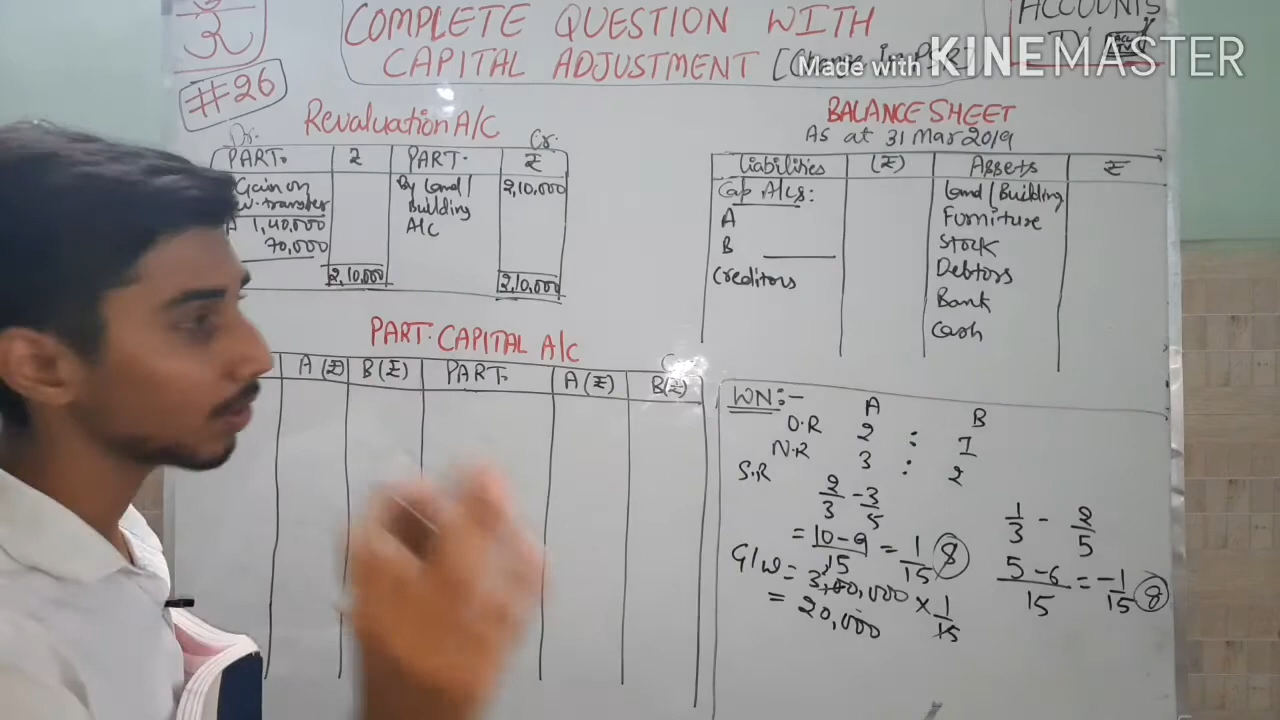 COMPLETE QUESTION WITH
CAPITAL ADJUSTMENT
ACCOUNTS
Made with KINEMASTER
#26
Revaluation A/C
Dr. Cr.
PART. ₹ PART. ₹
Gain on By Land/ 2,10,000
transfer Building
A 1,40,000 A/C
70,000
2,10,000 2,10,000
BALANCE SHEET
As at 31 Mar 2019
Liabilities (₹) Assets ₹
Cap A/Cs: Land/Building
A Furniture
B Stock
Creditors Debtors
Bank
Cash
PART. CAPITAL A/C
A (₹) B (₹) PART. A (₹) B(₹)
WN:- A B
O.R 2 : 1
N.R 3 : 2
S.R
2/3 - 3/5 1/3 - 2/5
= 10-9/15 = 1/15 5-6/15 = -1/15
G/W = 3,00,000 × 1/15
= 20,000